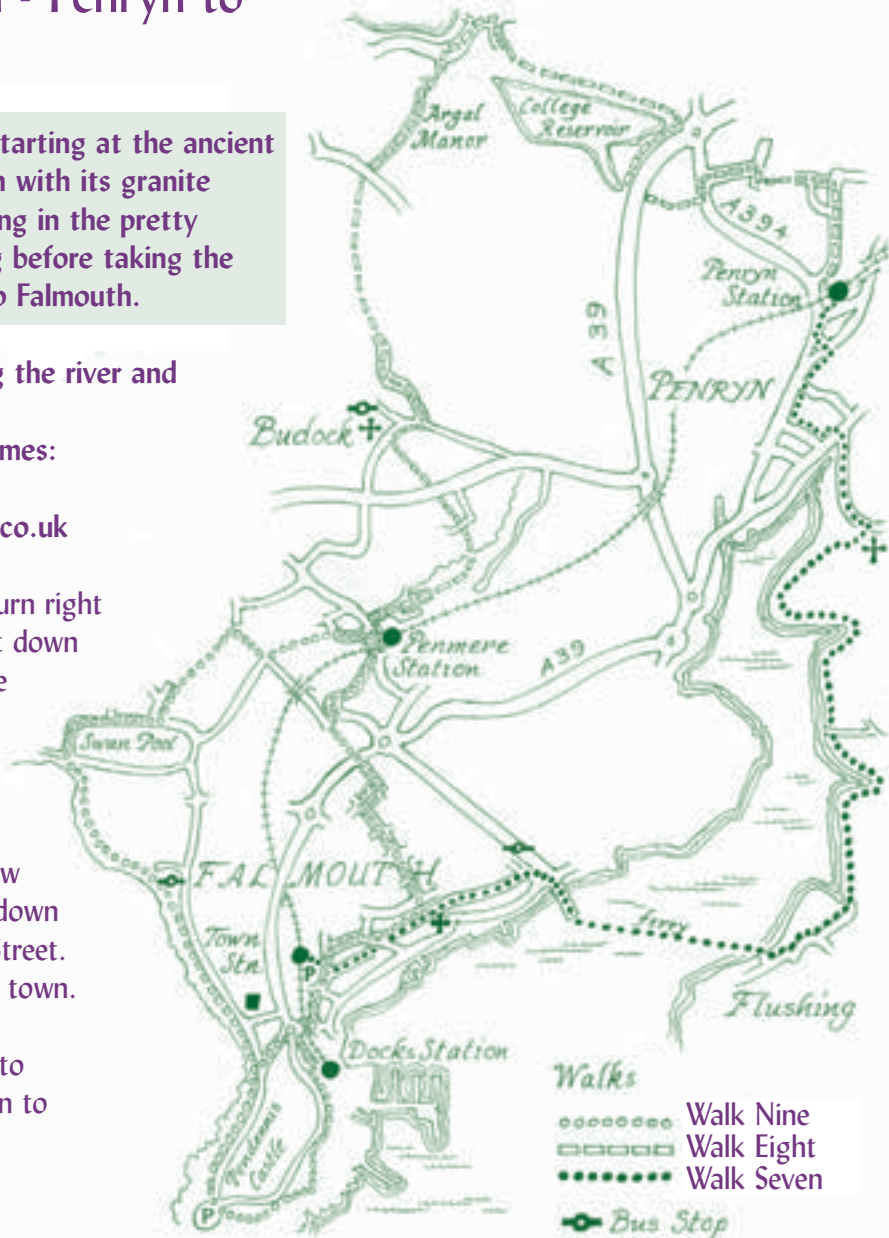 - Penryn to
starting at the ancient
with its granite
ing in the pretty
before taking the
Falmouth.
the river and
mes:
co.uk
urn right
down
e
w
down
treet.
town.
to
n to
Argal
Manor
College
Reservoir
A394
Penryn
Station
A 39
PENRYN
Budock
Penmere
Station
A39
Swan Pool
FALMOUTH
Town
Stn
P
Ferry
Flushing
Docks Station
Pendennis
Castle
P
Walks
Walk Nine
Walk Eight
Walk Seven
Bus Stop